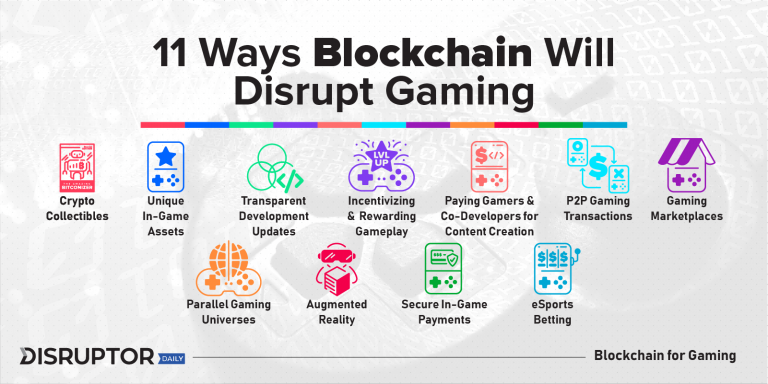 11 Ways Blockchain Will
Disrupt Gaming
BITCOMIZER
Crypto
Collectibles
Unique
In-Game
Assets
</>
Transparent
Development
Updates
LVL
UP
Incentivizing
& Rewarding
Gameplay
$</>
Paying Gamers &
Co-Developers for
Content Creation
$
P2P Gaming
Transactions
Gaming
Marketplaces
Parallel Gaming
Universes
Augmented
Reality
Secure In-Game
Payments
$ $ $
eSports
Betting
DISRUPTOR DAILY
Blockchain for Gaming